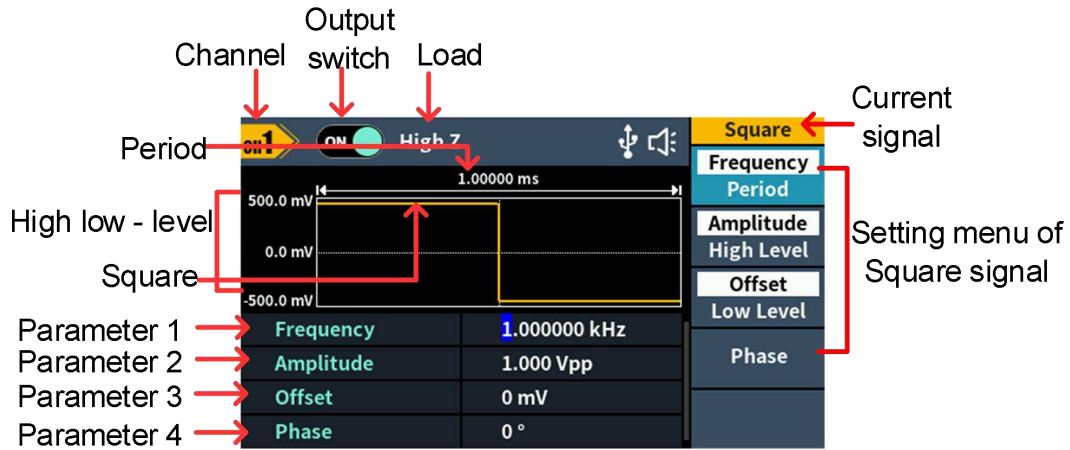 Output
switch
Channel
Load
Current
signal
CH1
ON
High Z
Square
Period
1.00000 ms
Frequency
Period
500.0 mV
High low - level
0.0 mV
Amplitude
High Level
Setting menu of
Square signal
Square
-500.0 mV
Offset
Low Level
Parameter 1
Frequency
1.000000 kHz
Parameter 2
Amplitude
1.000 Vpp
Phase
Parameter 3
Offset
0 mV
Parameter 4
Phase
0 °